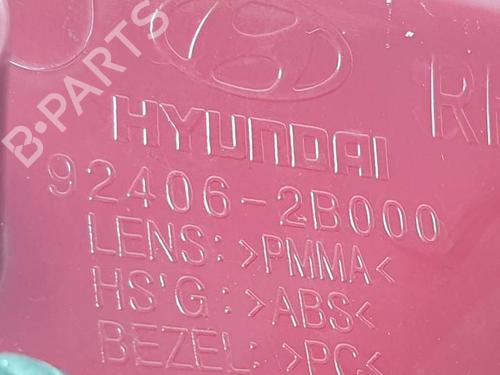 HYUNDAI
92406-2B000
LENS:>PMMA<
HS'G:>ABS<
BEZEL:>PC<
B-PARTS